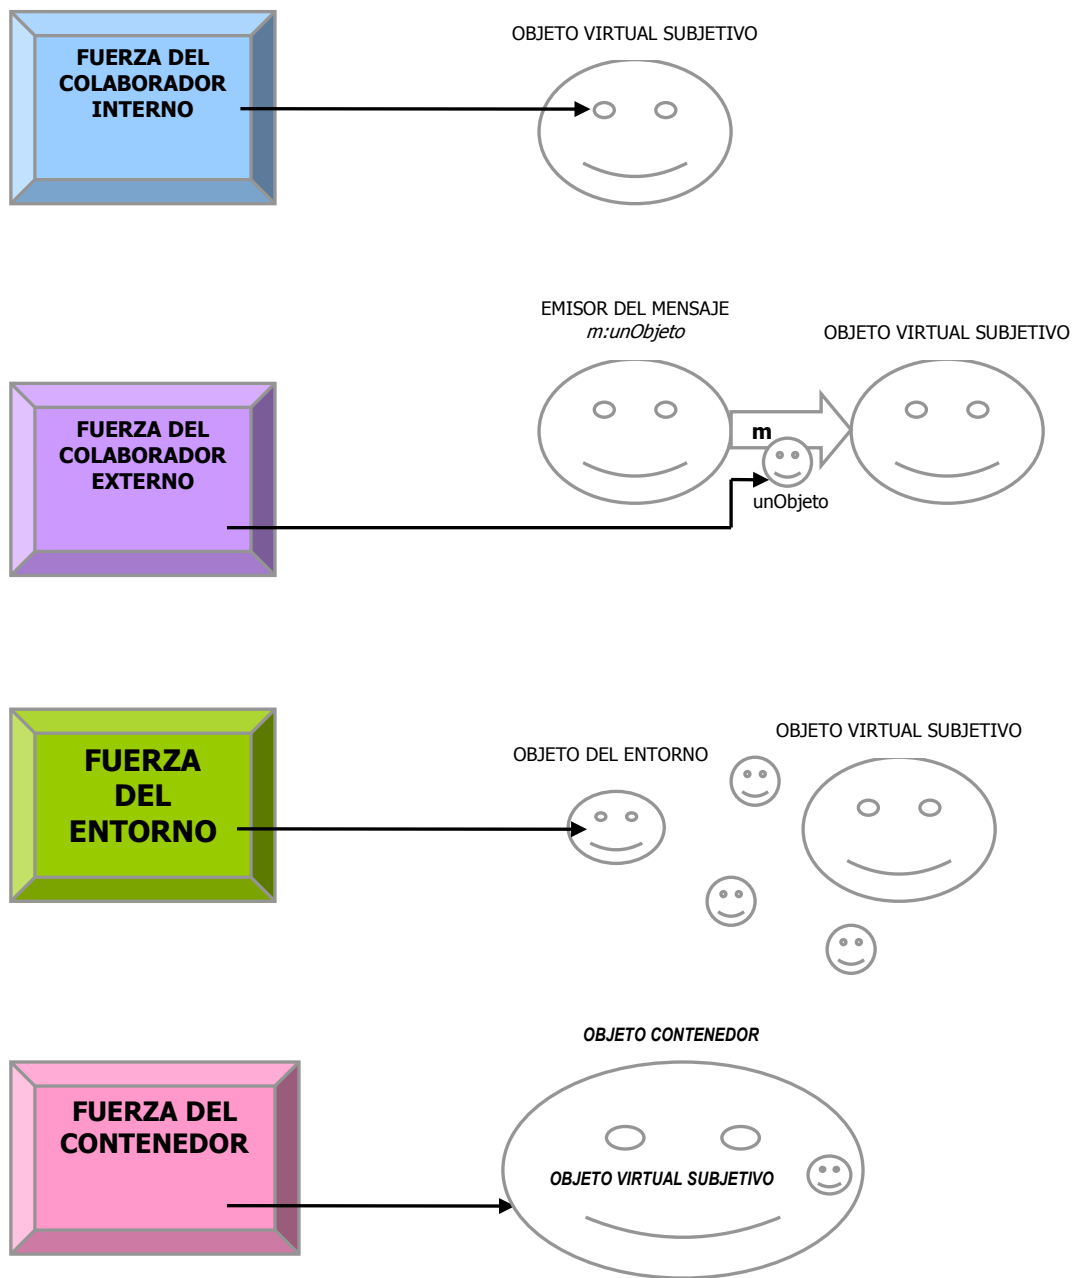 FUERZA DEL
COLABORADOR
INTERNO
OBJETO VIRTUAL SUBJETIVO
EMISOR DEL MENSAJE
m:unObjeto
OBJETO VIRTUAL SUBJETIVO
FUERZA DEL
COLABORADOR
EXTERNO
m
unObjeto
FUERZA
DEL
ENTORNO
OBJETO DEL ENTORNO
OBJETO VIRTUAL SUBJETIVO
OBJETO CONTENEDOR
FUERZA DEL
CONTENEDOR
OBJETO VIRTUAL SUBJETIVO